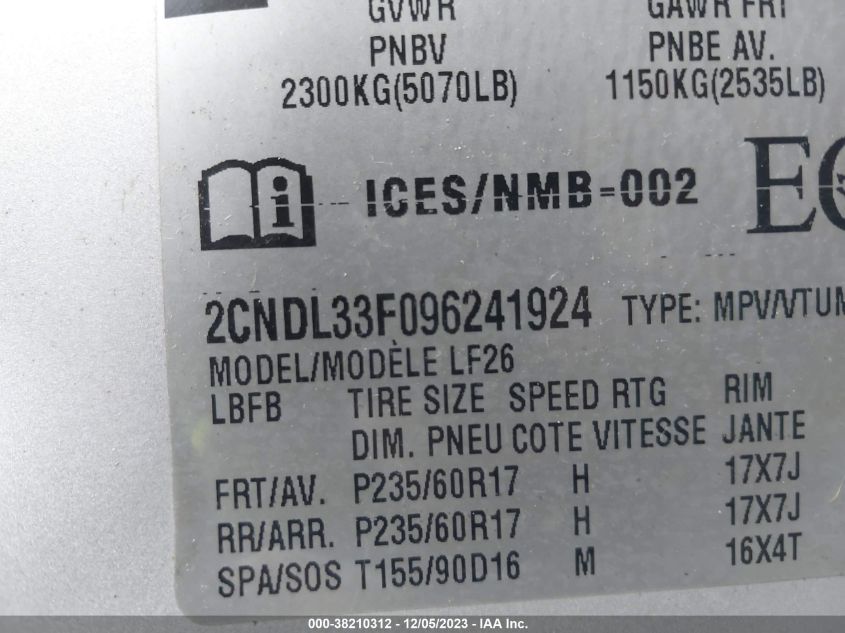 GVWR GAWR FRT
PNBV PNBE AV.
2300KG(5070LB) 1150KG(2535LB)
i ICES/NMB-002 EC
2CNDL33F096241924 TYPE: MPV/VTUM
MODEL/MODÈLE LF26
LBFB TIRE SIZE SPEED RTG RIM
DIM. PNEU COTE VITESSE JANTE
FRT/AV. P235/60R17 H 17X7J
RR/ARR. P235/60R17 H 17X7J
SPA/SOS T155/90D16 M 16X4T
000-38210312 - 12/05/2023 - IAA Inc.